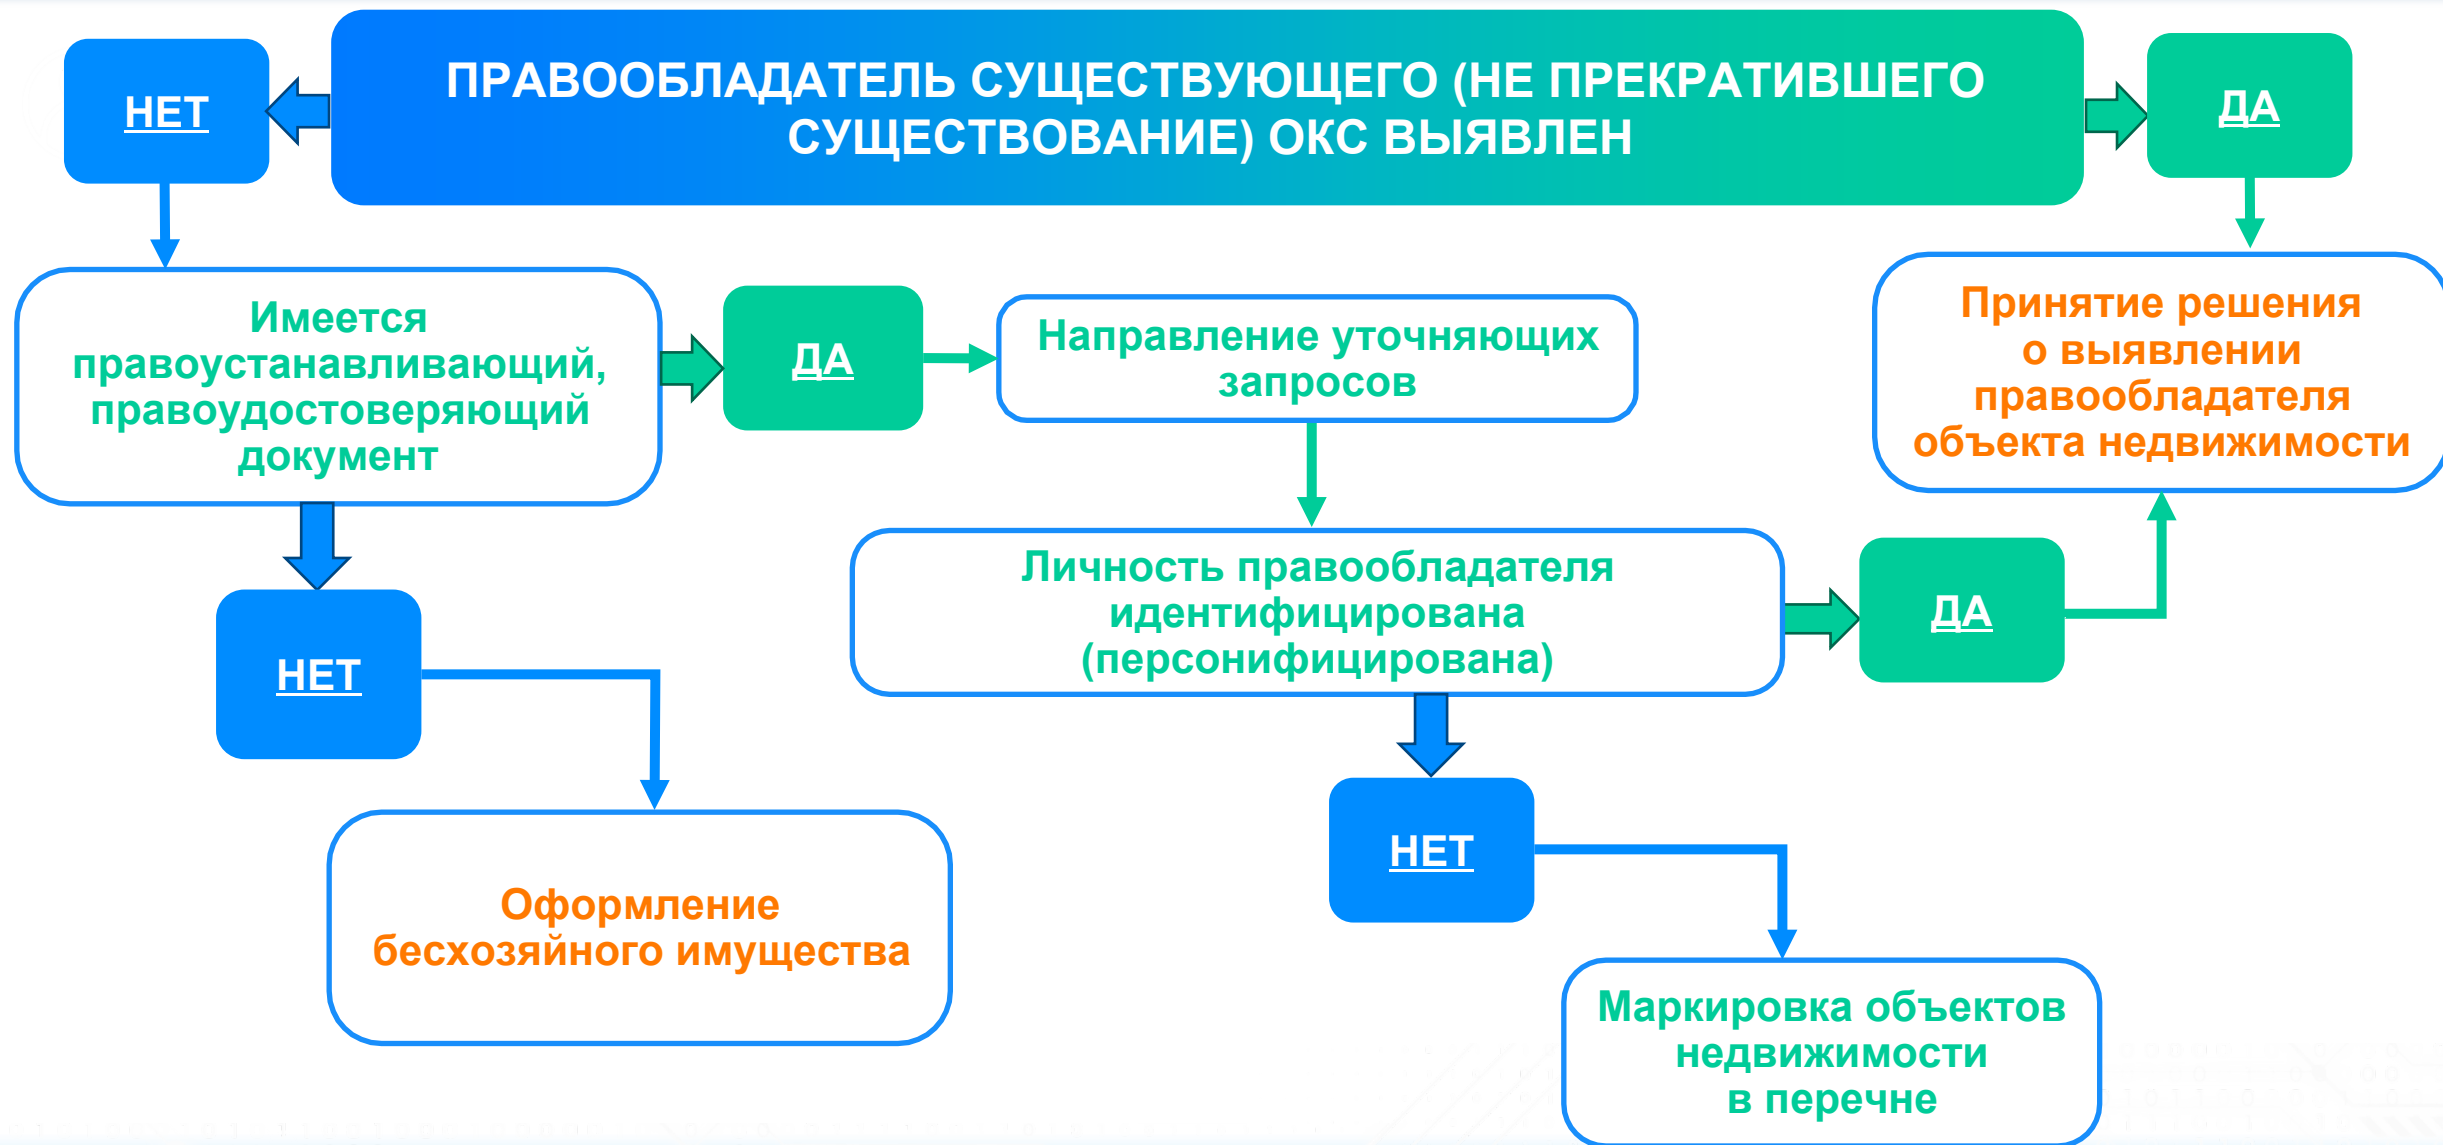 НЕТ
ПРАВООБЛАДАТЕЛЬ СУЩЕСТВУЮЩЕГО (НЕ ПРЕКРАТИВШЕГО
СУЩЕСТВОВАНИЕ) ОКС ВЫЯВЛЕН
ДА
Имеется
правоустанавливающий,
правоудостоверяющий
документ
ДА
Направление уточняющих
запросов
Принятие решения
о выявлении
правообладателя
объекта недвижимости
Личность правообладателя
идентифицирована
(персонифицирована)
ДА
НЕТ
НЕТ
Оформление
бесхозяйного имущества
Маркировка объектов
недвижимости
в перечне